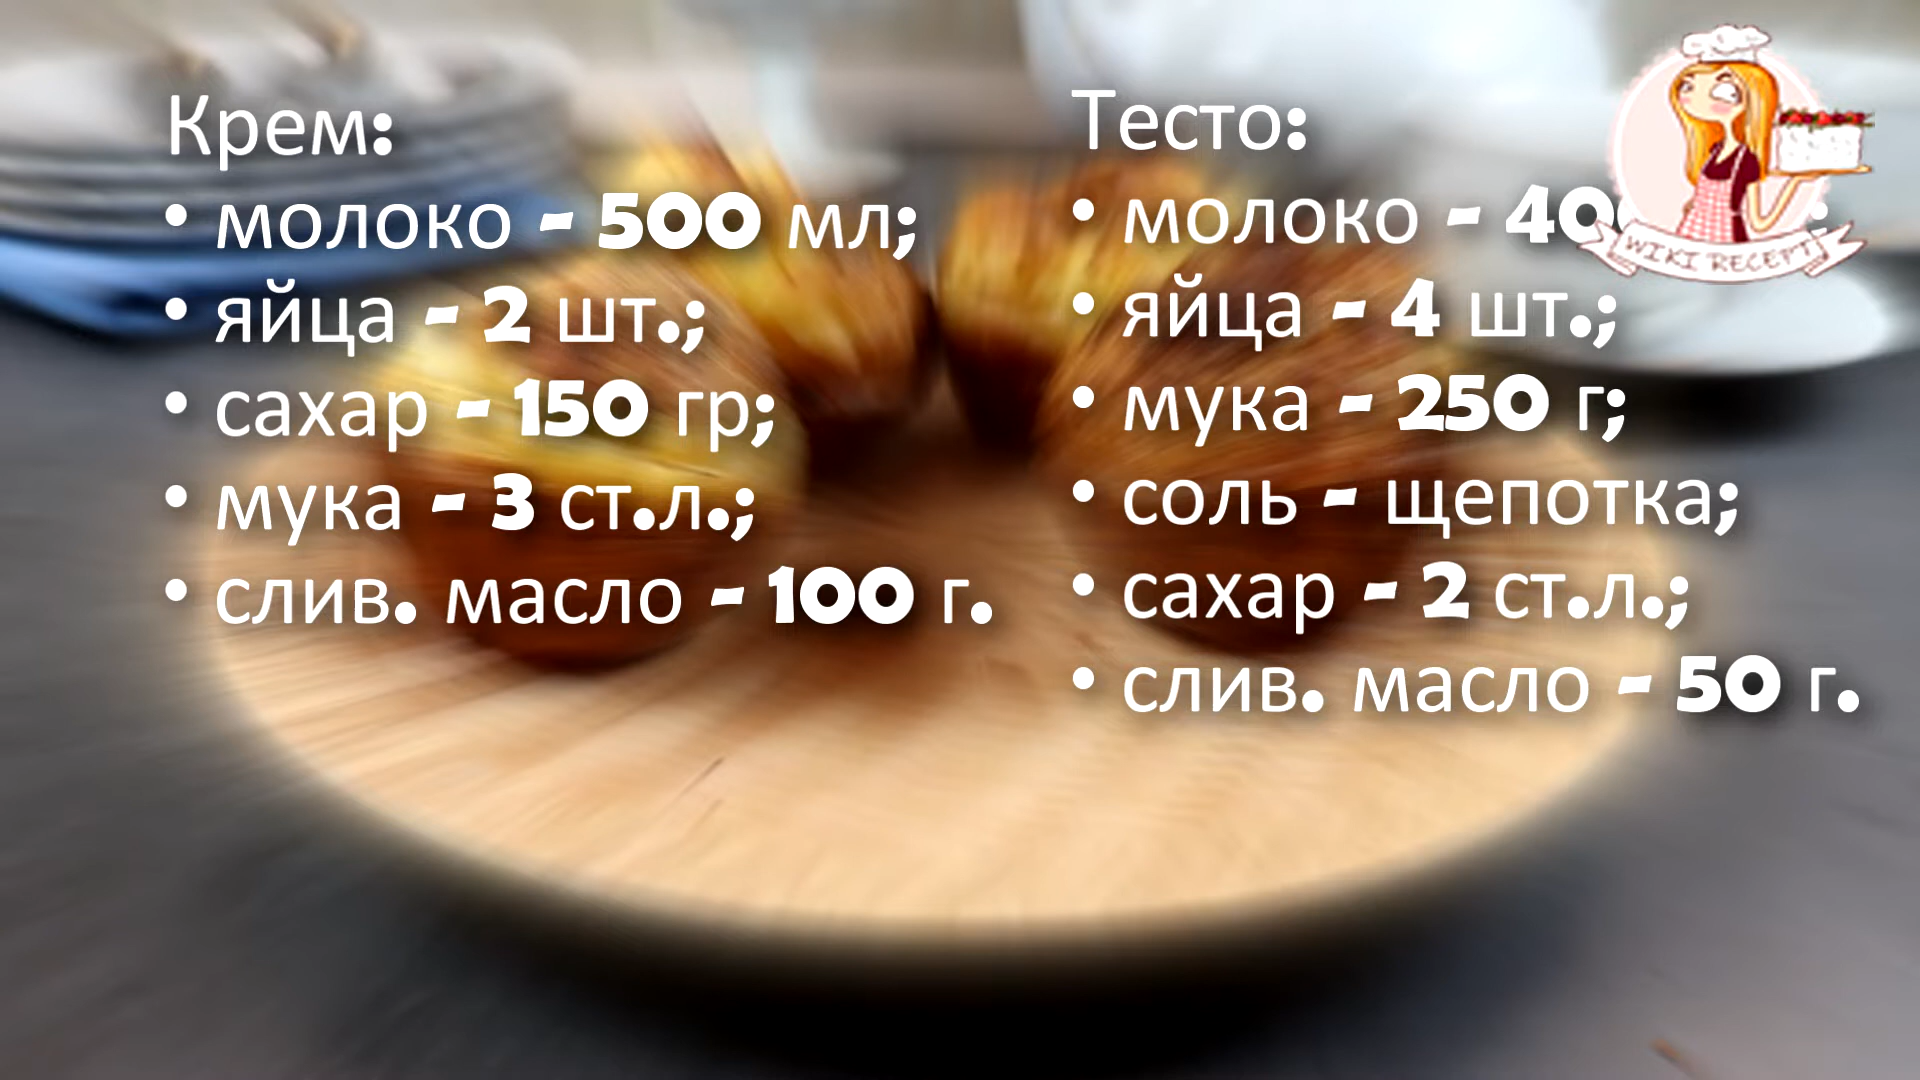 Крем:
• молоко - 500 мл;
• яйца - 2 шт.;
• сахар - 150 гр;
• мука - 3 ст.л.;
• слив. масло - 100 г.
Тесто:
• молоко -
• яйца - 4 шт.;
• мука - 250 г;
• соль - щепотка;
• сахар - 2 ст.л.;
• слив. масло - 50 г.
WIKI RECEPT